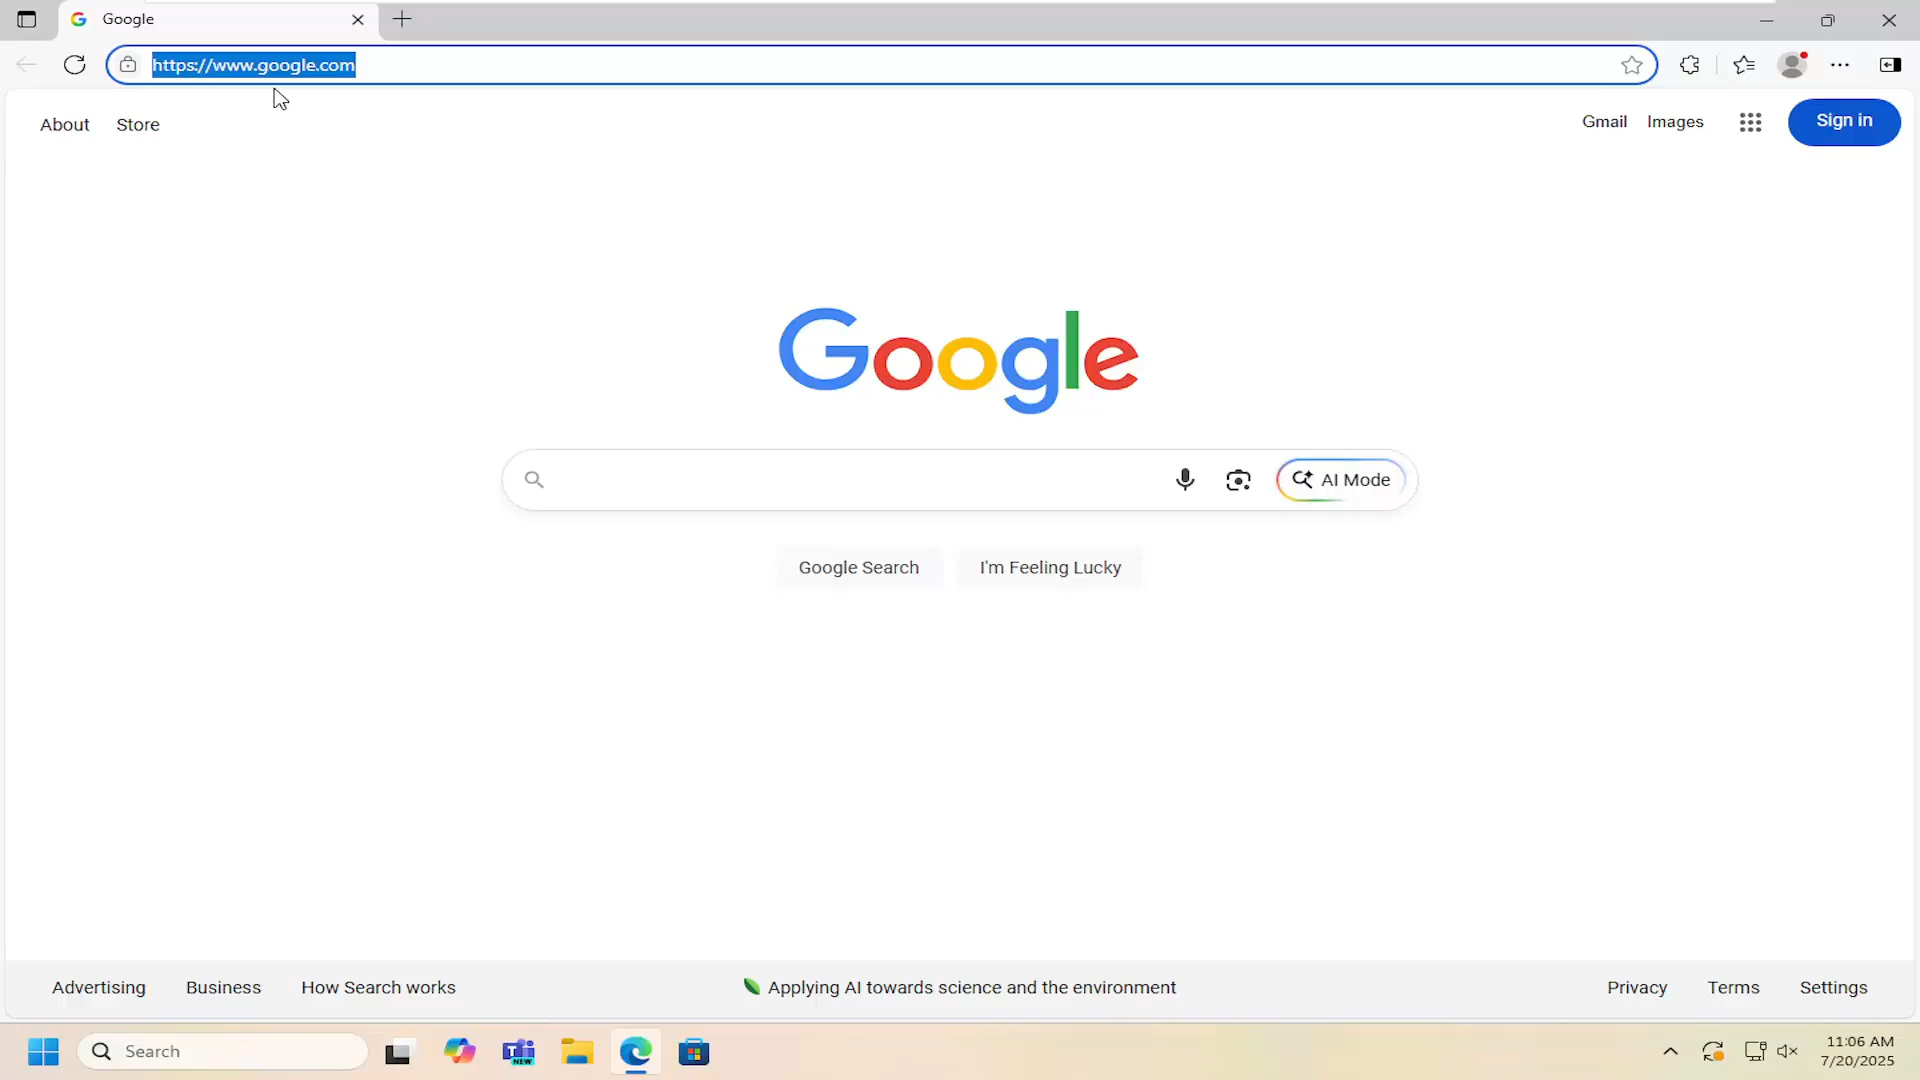 Google
https://www.google.com
About Store
Gmail Images Sign in
Google
AI Mode
Google Search I'm Feeling Lucky
Advertising Business How Search works
Applying AI towards science and the environment
Privacy Terms Settings
Search
NEW
11:06 AM
7/20/2025